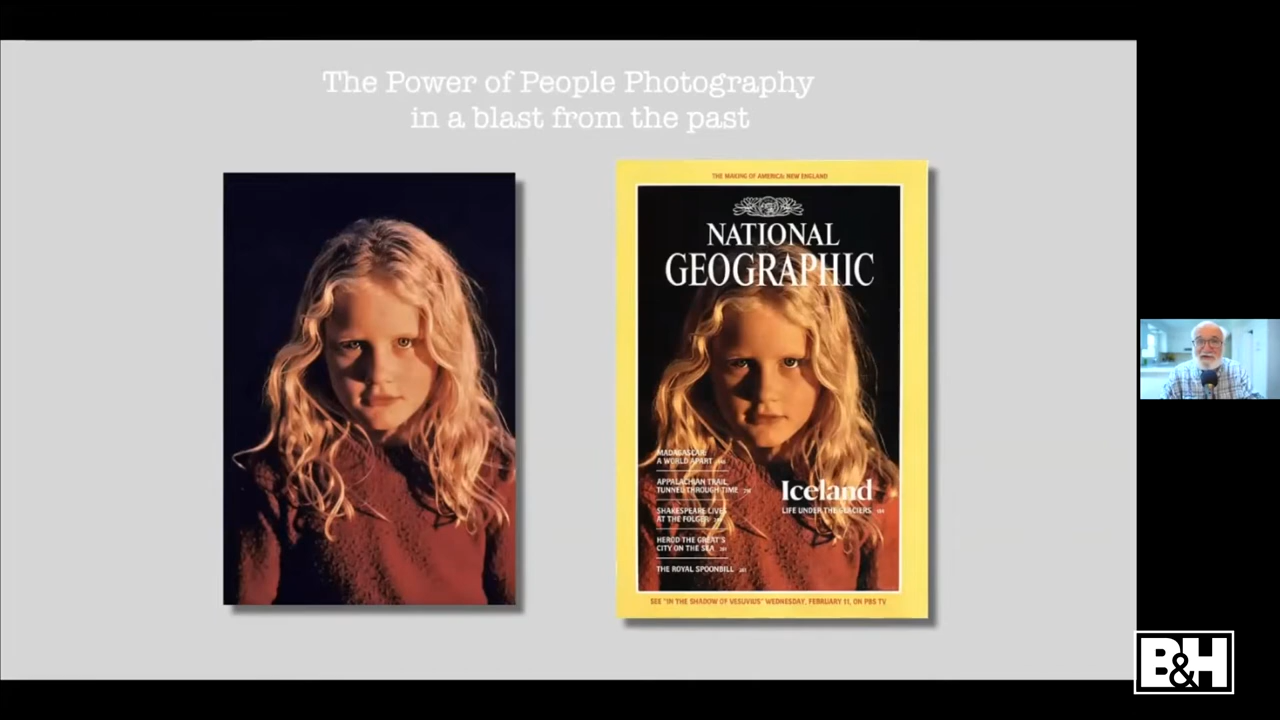 The Power of People Photography
in a blast from the past
THE MAKING OF AMERICA: NEW ENGLAND
NATIONAL
GEOGRAPHIC
MADAGASCAR:
A WORLD APART
APPALACHIAN TRAIL,
TUNNEL THROUGH TIME
SHAKESPEARE LIVES
AT THE FOLGER
HEROD THE GREAT'S
CITY ON THE SEA
THE ROYAL SPOONBILL
Iceland
LIFE UNDER THE GLACIERS
SEE "IN THE SHADOW OF VESUVIUS" WEDNESDAY, FEBRUARY 11, ON PBS TV
B&H